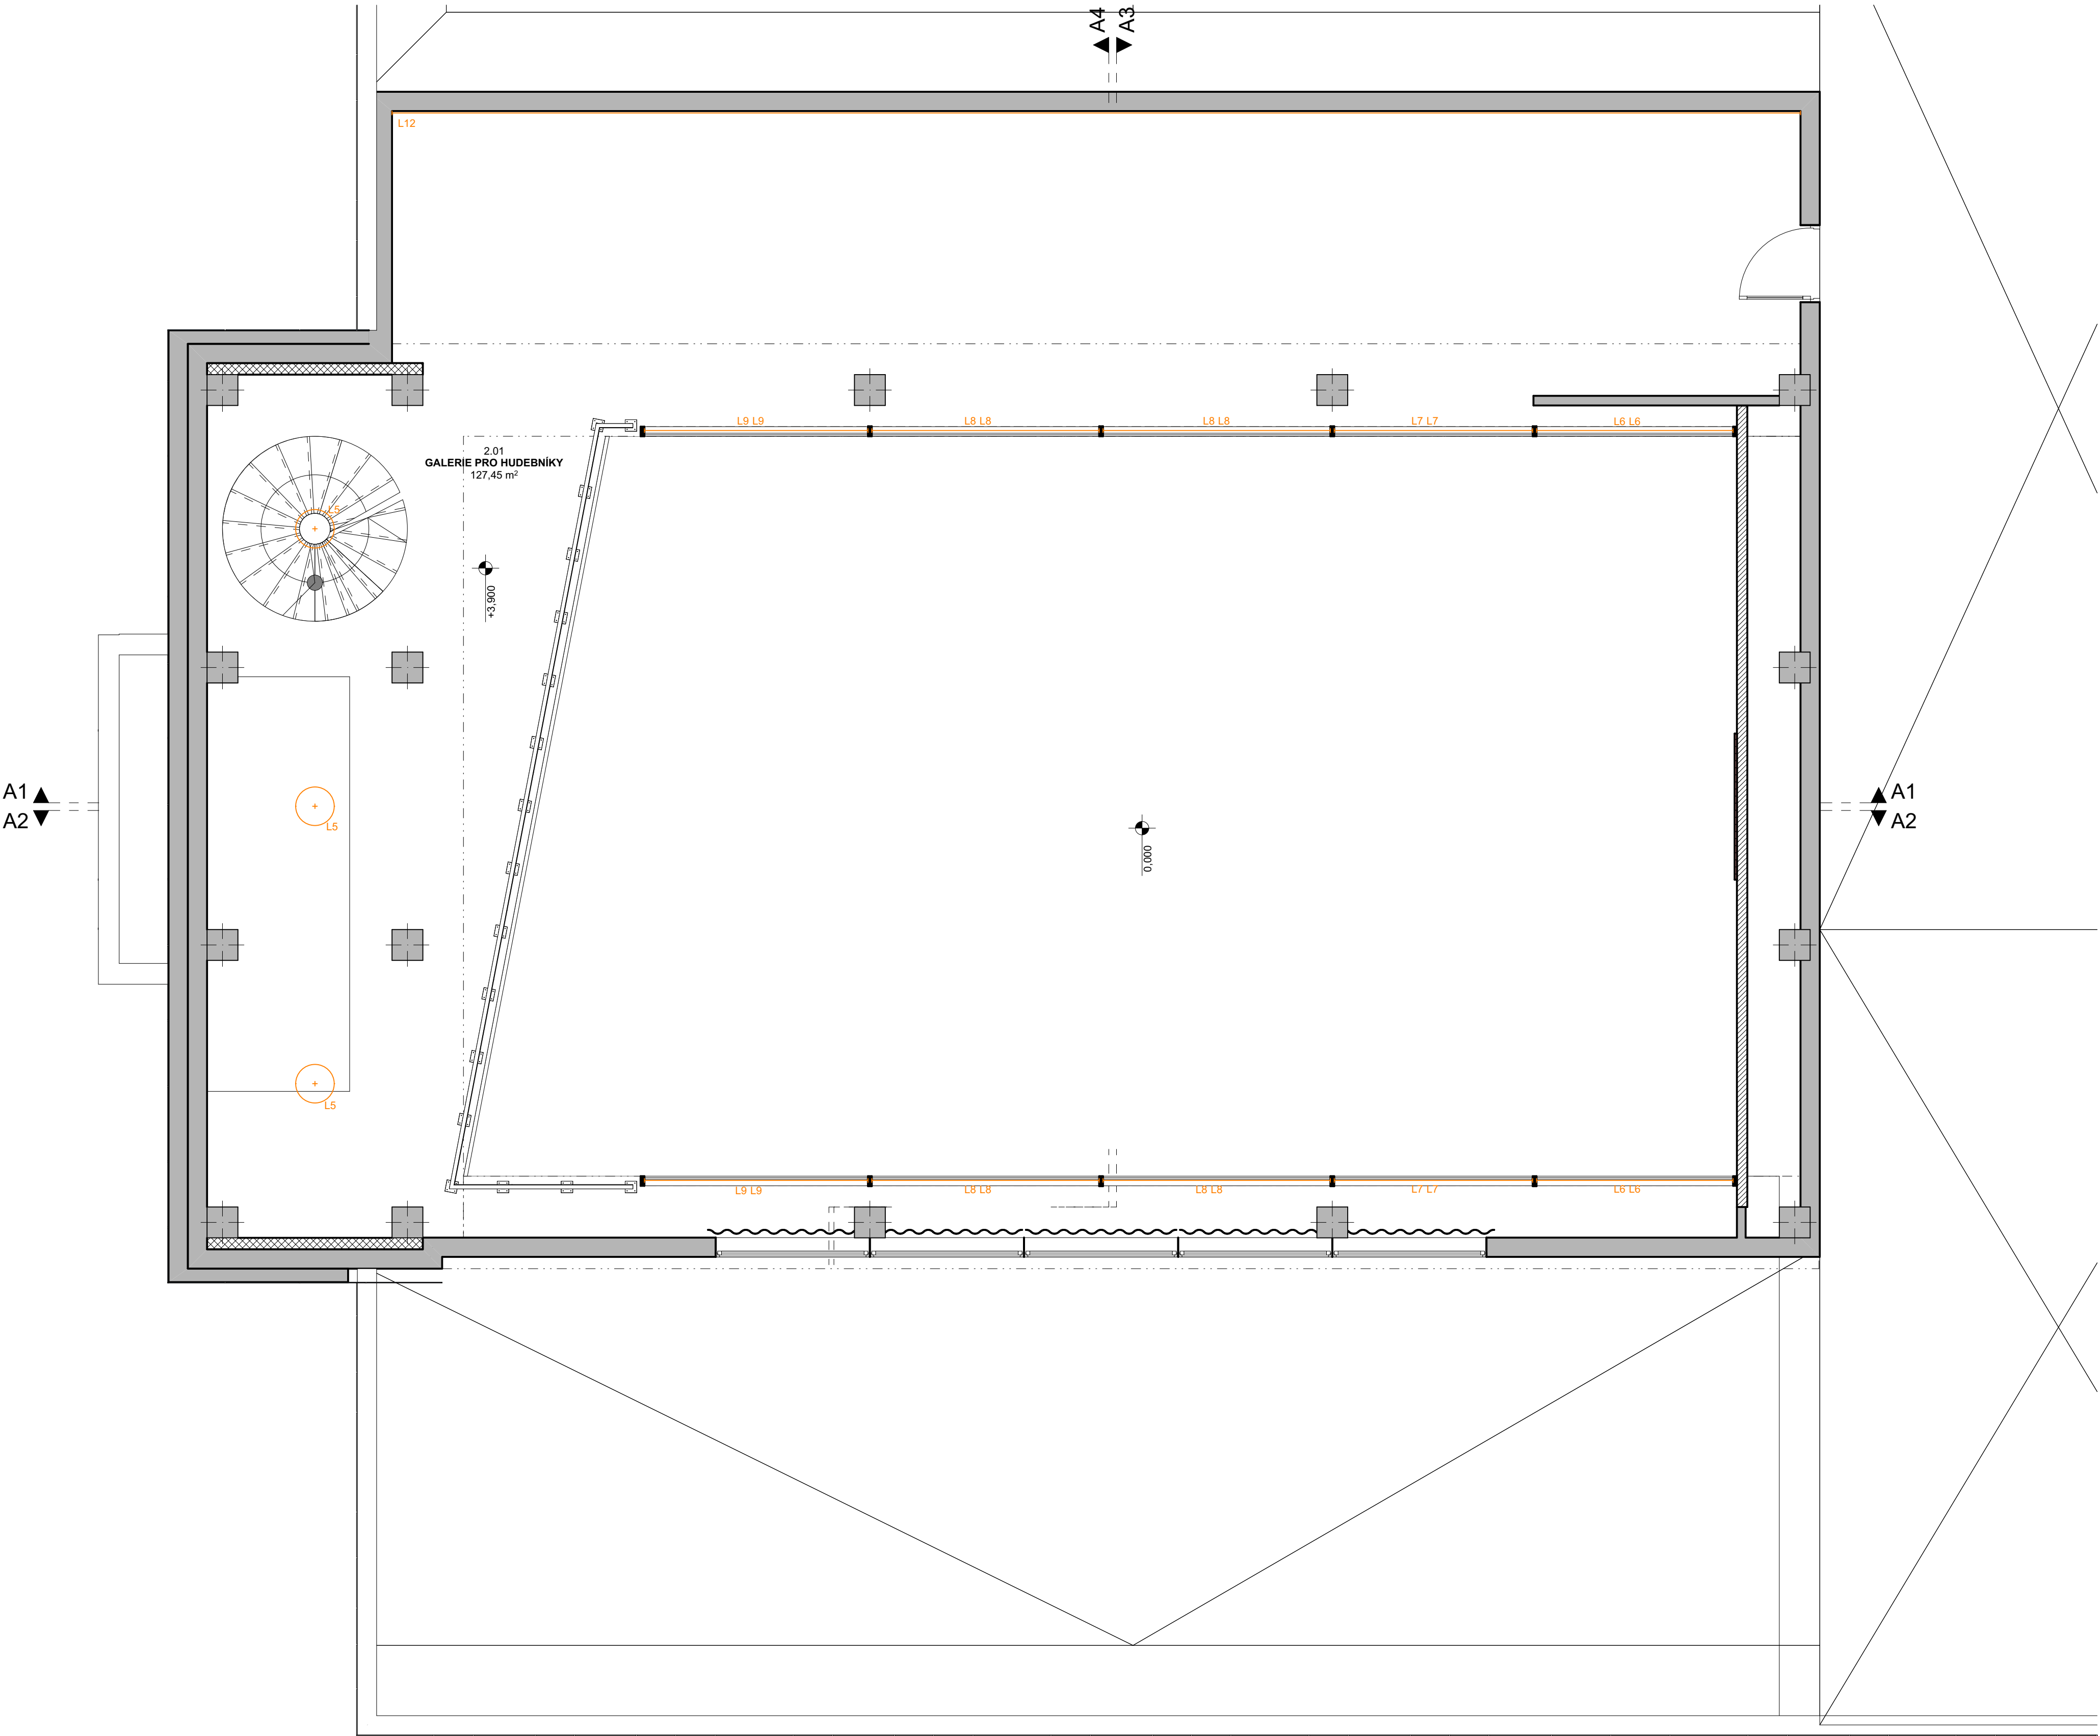 A4
A3
L12
L9 L9
L8 L8
L8 L8
L7 L7
L6 L6
2.01
GALERIE PRO HUDEBNÍKY
127,45 m²
L5
+3,900
A1
A2
L5
0,000
A1
A2
L5
L9 L9
L8 L8
L8 L8
L7 L7
L6 L6